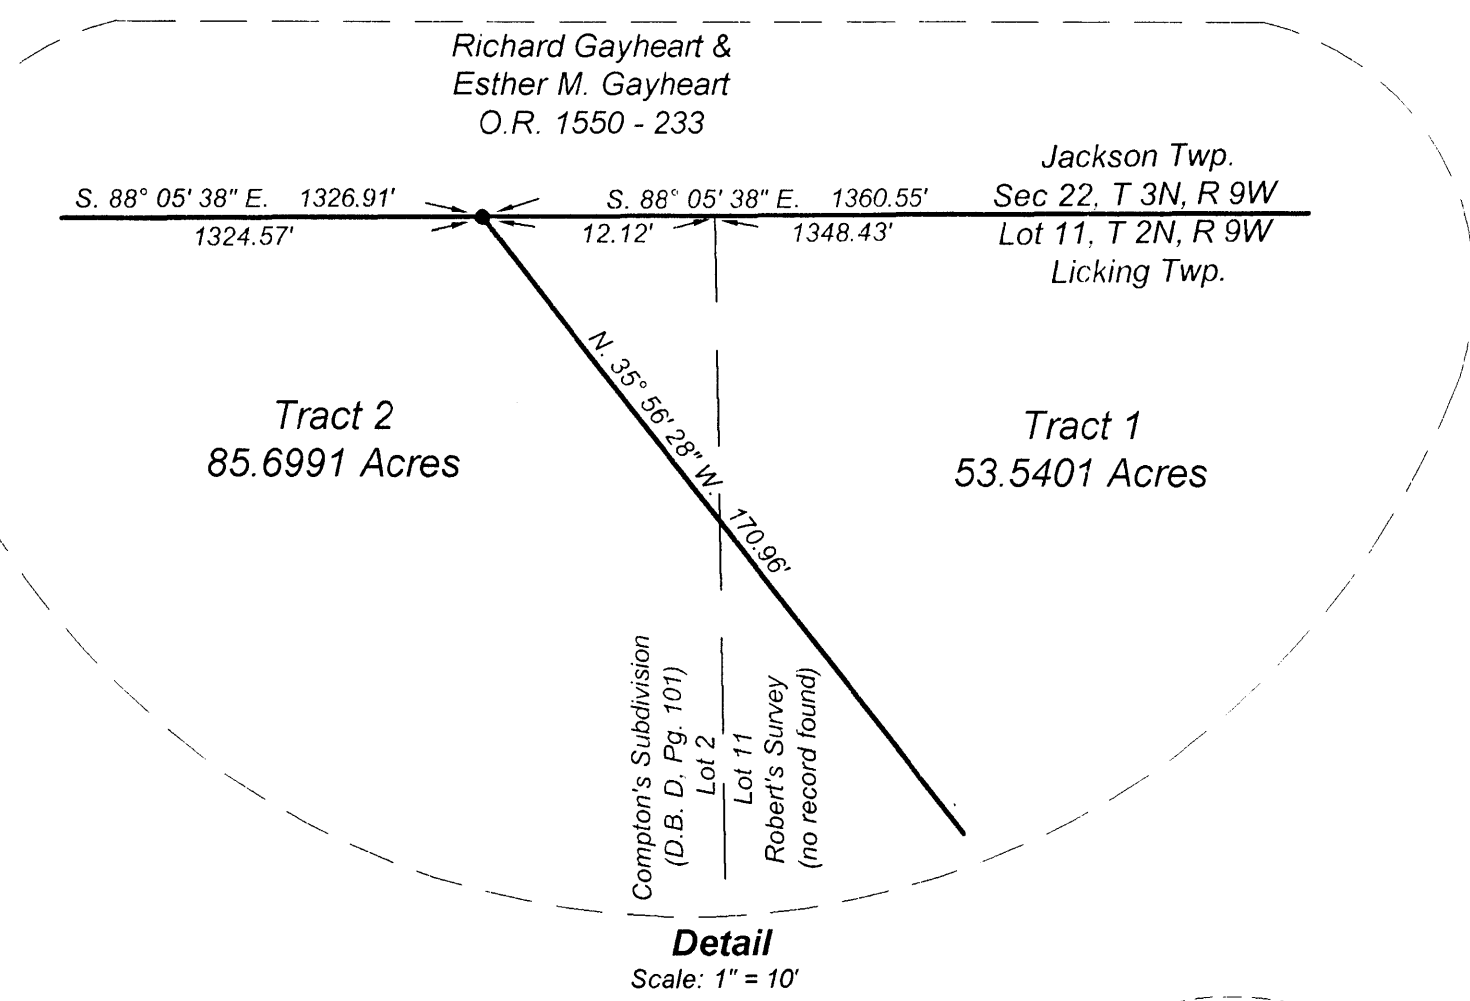 Richard Gayheart &
Esther M. Gayheart
O.R. 1550 - 233
Jackson Twp.
S. 88° 05' 38" E. 1326.91'
S. 88° 05' 38" E. 1360.55'
Sec 22, T 3N, R 9W
1324.57'
12.12'
1348.43'
Lot 11, T 2N, R 9W
Licking Twp.
N. 35° 56' 28" W. 170.96'
Tract 2
85.6991 Acres
Tract 1
53.5401 Acres
Compton's Subdivision
(D.B. D, Pg. 101)
Lot 2
Lot 11
Robert's Survey
(no record found)
Detail
Scale: 1" = 10'